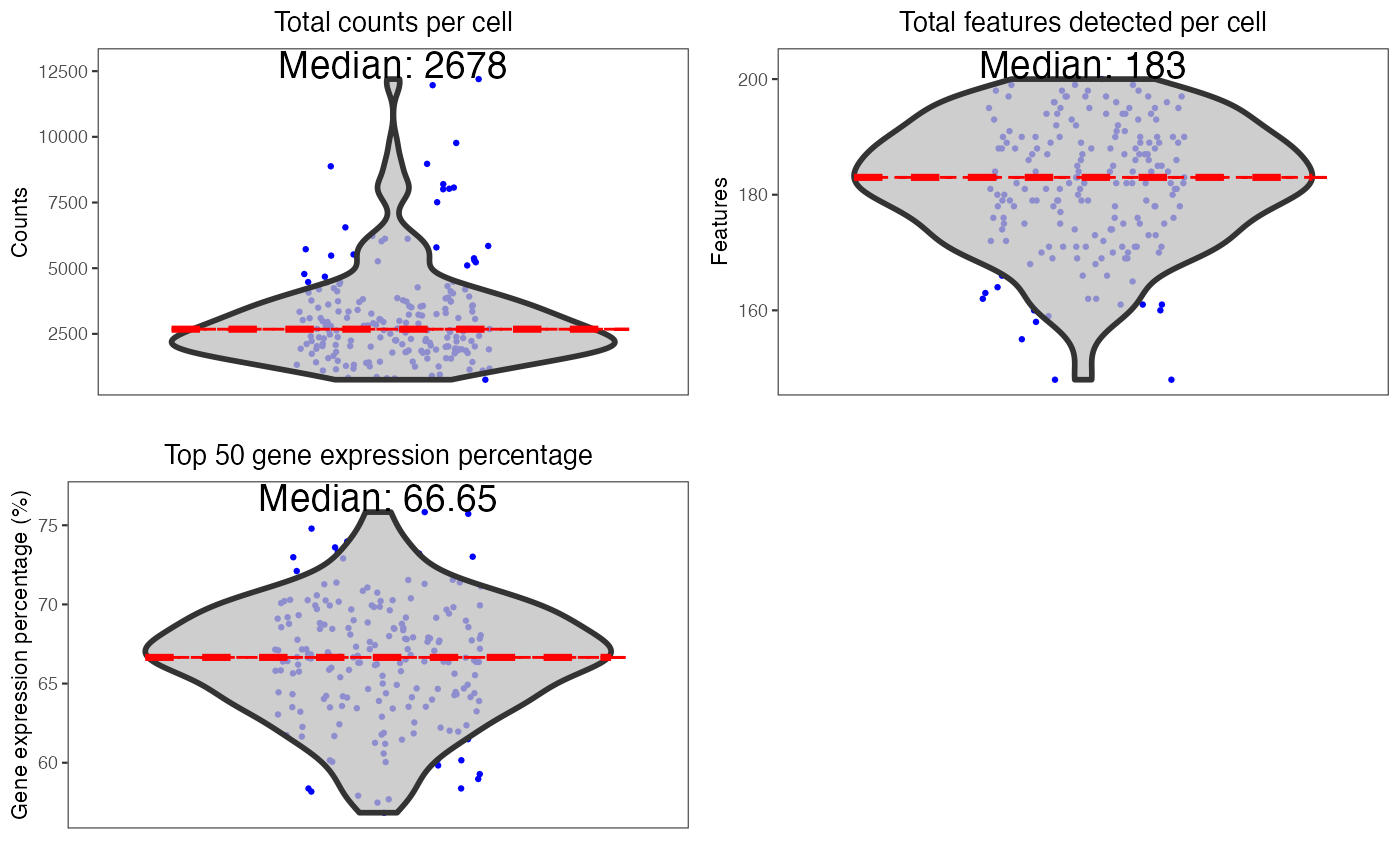 Total counts per cell
Median: 2678
12500
10000
7500
5000
2500
Counts
Total features detected per cell
Median: 183
200
180
160
Features
Top 50 gene expression percentage
Median: 66.65
75
70
65
60
Gene expression percentage (%)